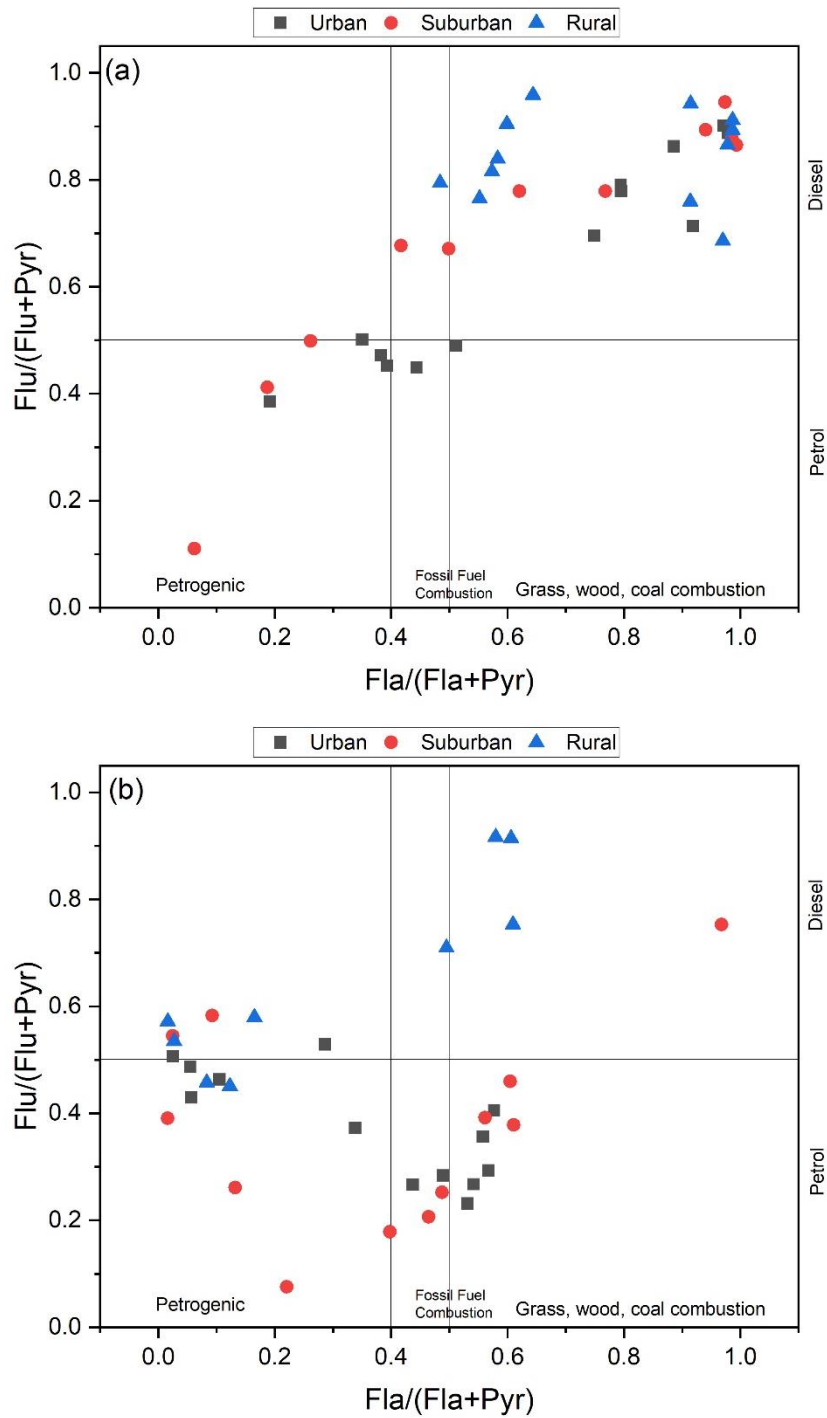 Urban Suburban Rural
(a)
1.0
0.8
0.6
0.4
0.2
0.0
Flu/(Flu+Pyr)
Diesel
Petrol
Petrogenic
Fossil Fuel
Combustion
Grass, wood, coal combustion
0.0 0.2 0.4 0.6 0.8 1.0
Fla/(Fla+Pyr)
Urban Suburban Rural
(b)
1.0
0.8
0.6
0.4
0.2
0.0
Flu/(Flu+Pyr)
Diesel
Petrol
Petrogenic
Fossil Fuel
Combustion
Grass, wood, coal combustion
0.0 0.2 0.4 0.6 0.8 1.0
Fla/(Fla+Pyr)